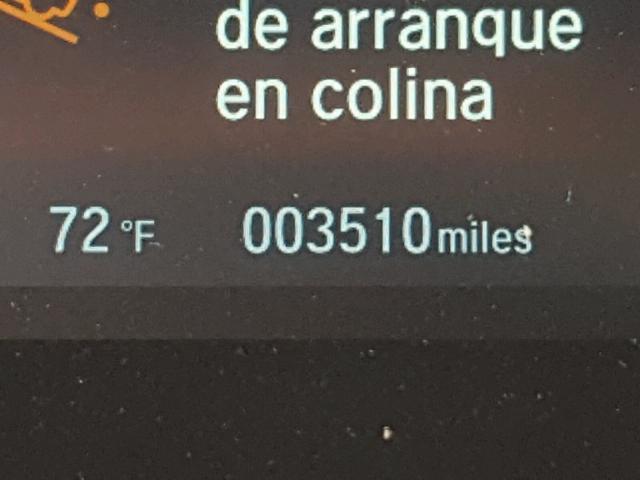 de arranque
en colina
72 °F 003510 miles